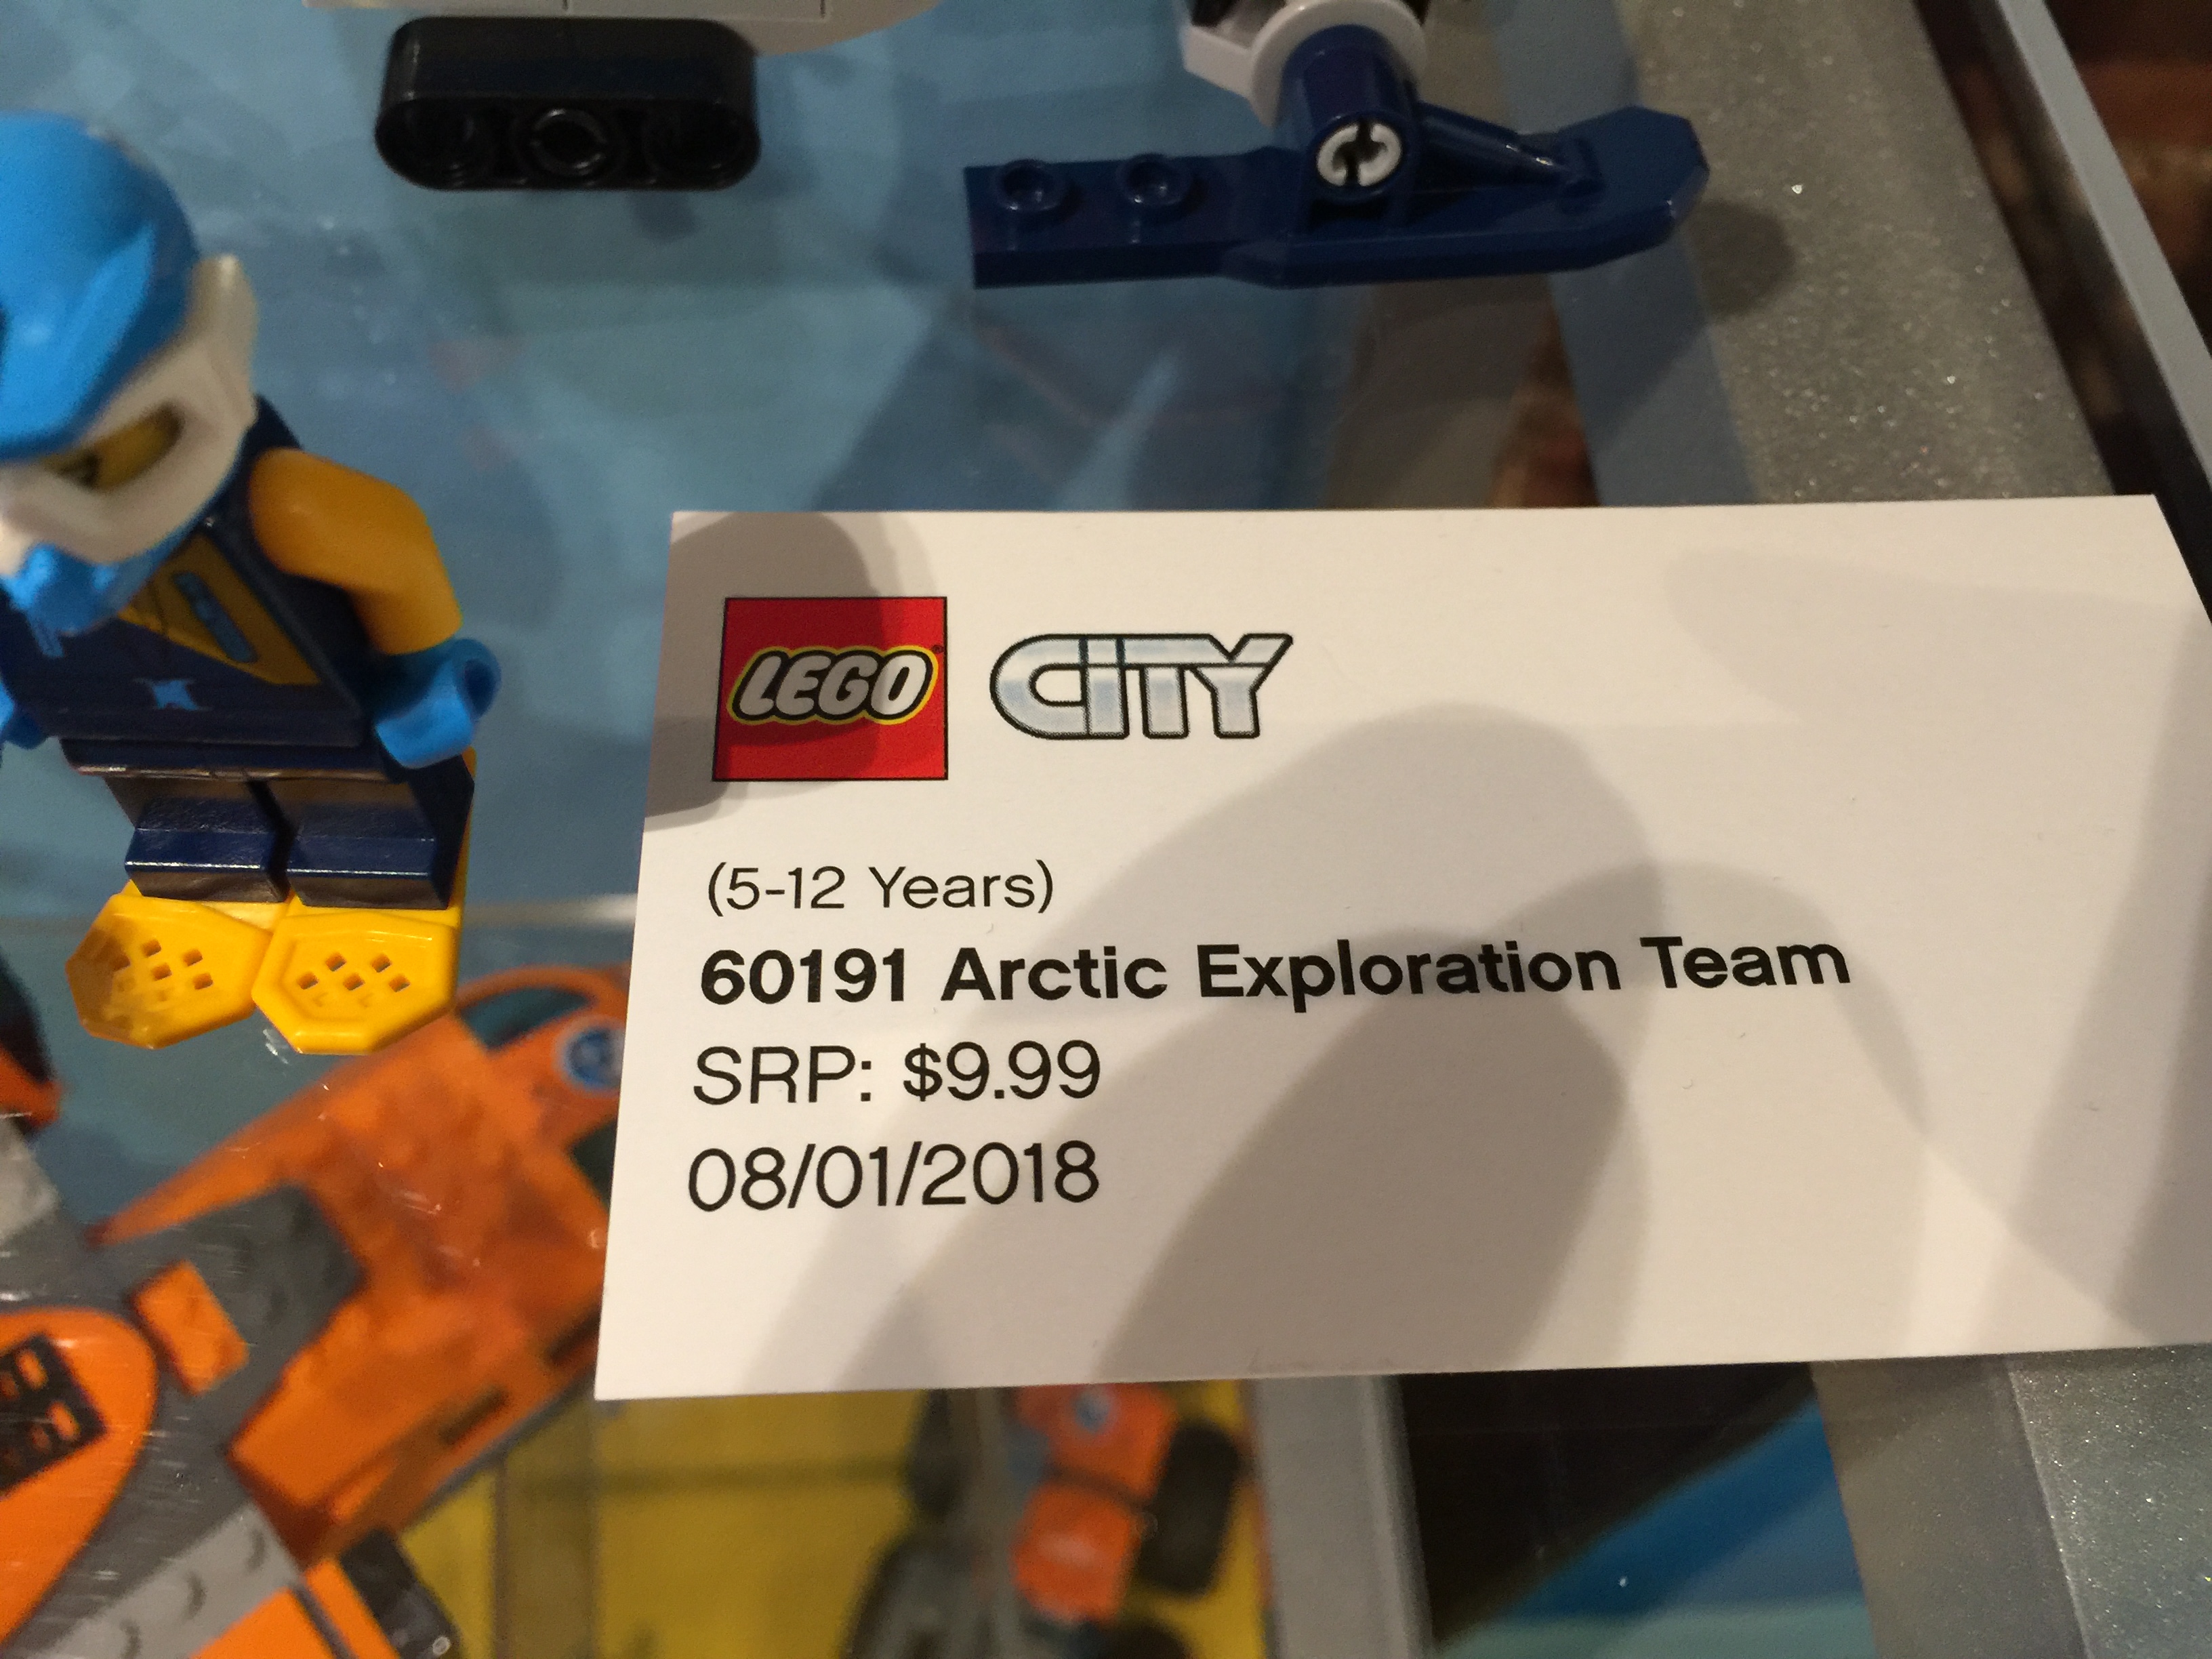 LEGO CITY
(5-12 Years)
60191 Arctic Exploration Team
SRP: $9.99
08/01/2018